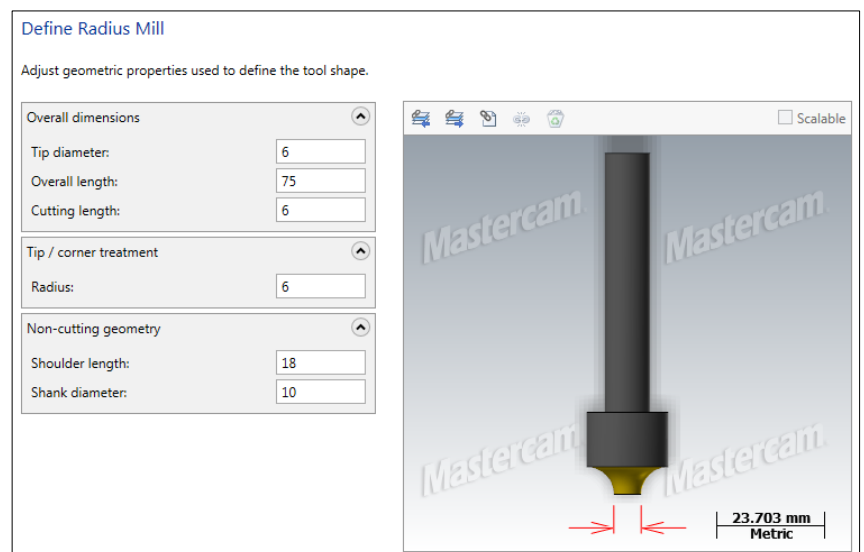 Define Radius Mill
Adjust geometric properties used to define the tool shape.
Overall dimensions
Tip diameter: 6
Overall length: 75
Cutting length: 6
Tip / corner treatment
Radius: 6
Non-cutting geometry
Shoulder length: 18
Shank diameter: 10
Scalable
Mastercam Mastercam
Mastercam Mastercam
23.703 mm
Metric